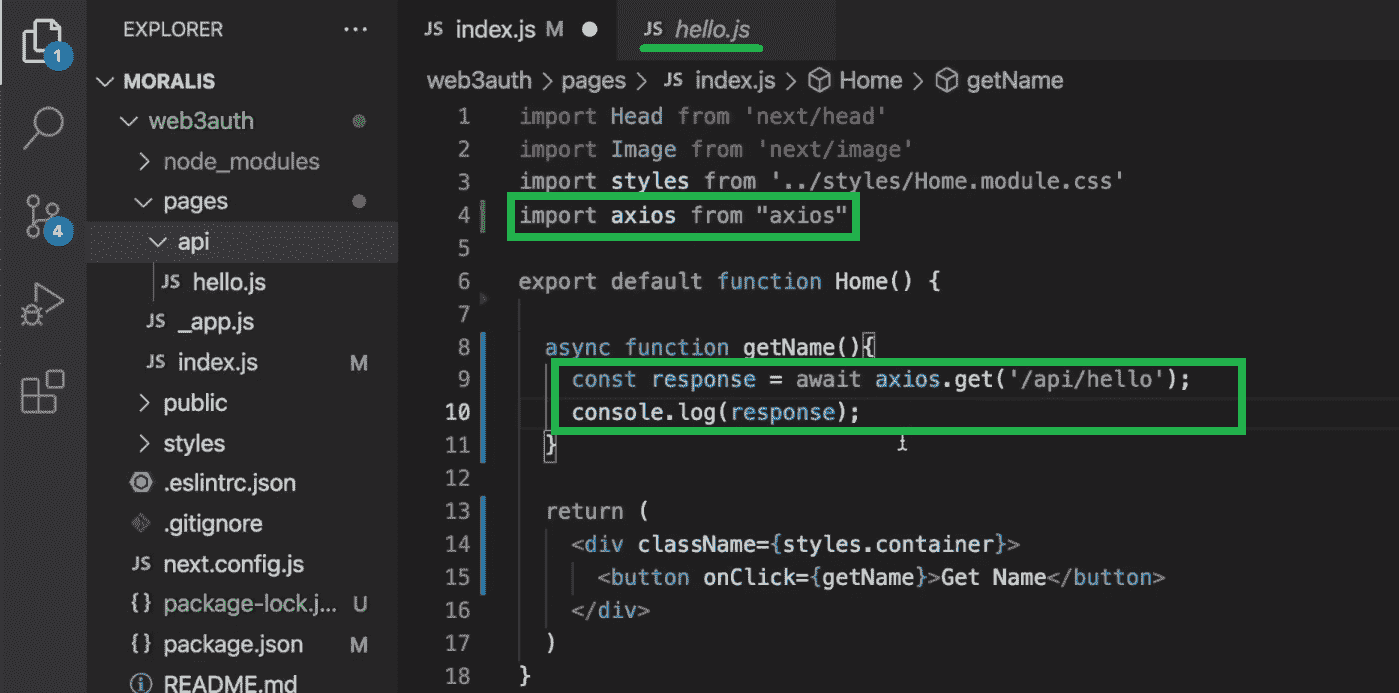 EXPLORER ...
1
4
MORALIS
web3auth
node_modules
pages
api
JS hello.js
JS _app.js
JS index.js M
public
styles
.eslintrc.json
.gitignore
JS next.config.js
{} package-lock.j... U
{} package.json M
README.md
JS index.js M ● JS hello.js
web3auth > pages > JS index.js > Home > getName
1 import Head from 'next/head'
2 import Image from 'next/image'
3 import styles from '../styles/Home.module.css'
4 import axios from "axios"
5
6 export default function Home() {
7
8 async function getName(){
9 const response = await axios.get('/api/hello');
10 console.log(response);
11 }
12
13 return (
14 <div className={styles.container}>
15 <button onClick={getName}>Get Name</button>
16 </div>
17 )
18 }